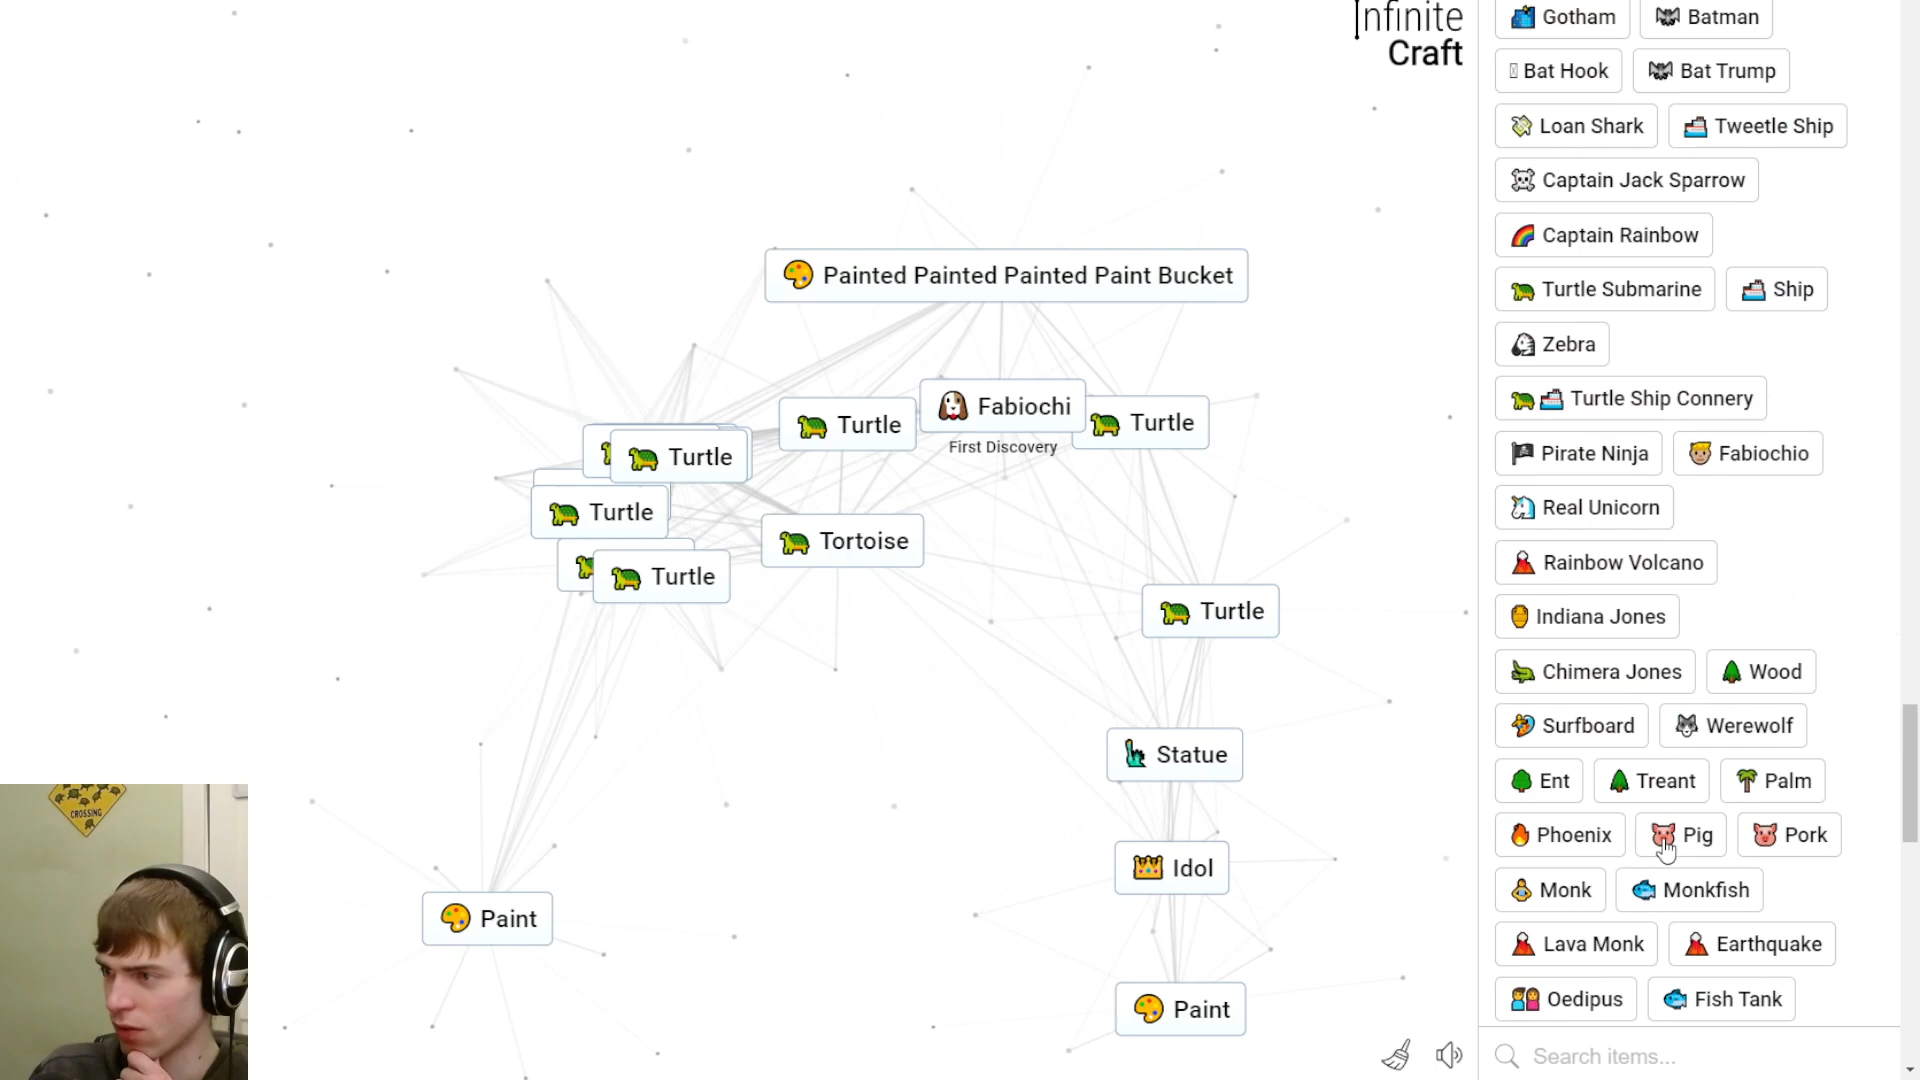 Infinite
Craft
Painted Painted Painted Paint Bucket
Turtle
Fabiochi
Turtle
First Discovery
Turtle
Turtle
Tortoise
Turtle
Turtle
Statue
Idol
Paint
Paint
CROSSING
Gotham
Batman
Bat Hook
Bat Trump
Loan Shark
Tweetle Ship
Captain Jack Sparrow
Captain Rainbow
Turtle Submarine
Ship
Zebra
Turtle Ship Connery
Pirate Ninja
Fabiochio
Real Unicorn
Rainbow Volcano
Indiana Jones
Chimera Jones
Wood
Surfboard
Werewolf
Ent
Treant
Palm
Phoenix
Pig
Pork
Monk
Monkfish
Lava Monk
Earthquake
Oedipus
Fish Tank
Search items...